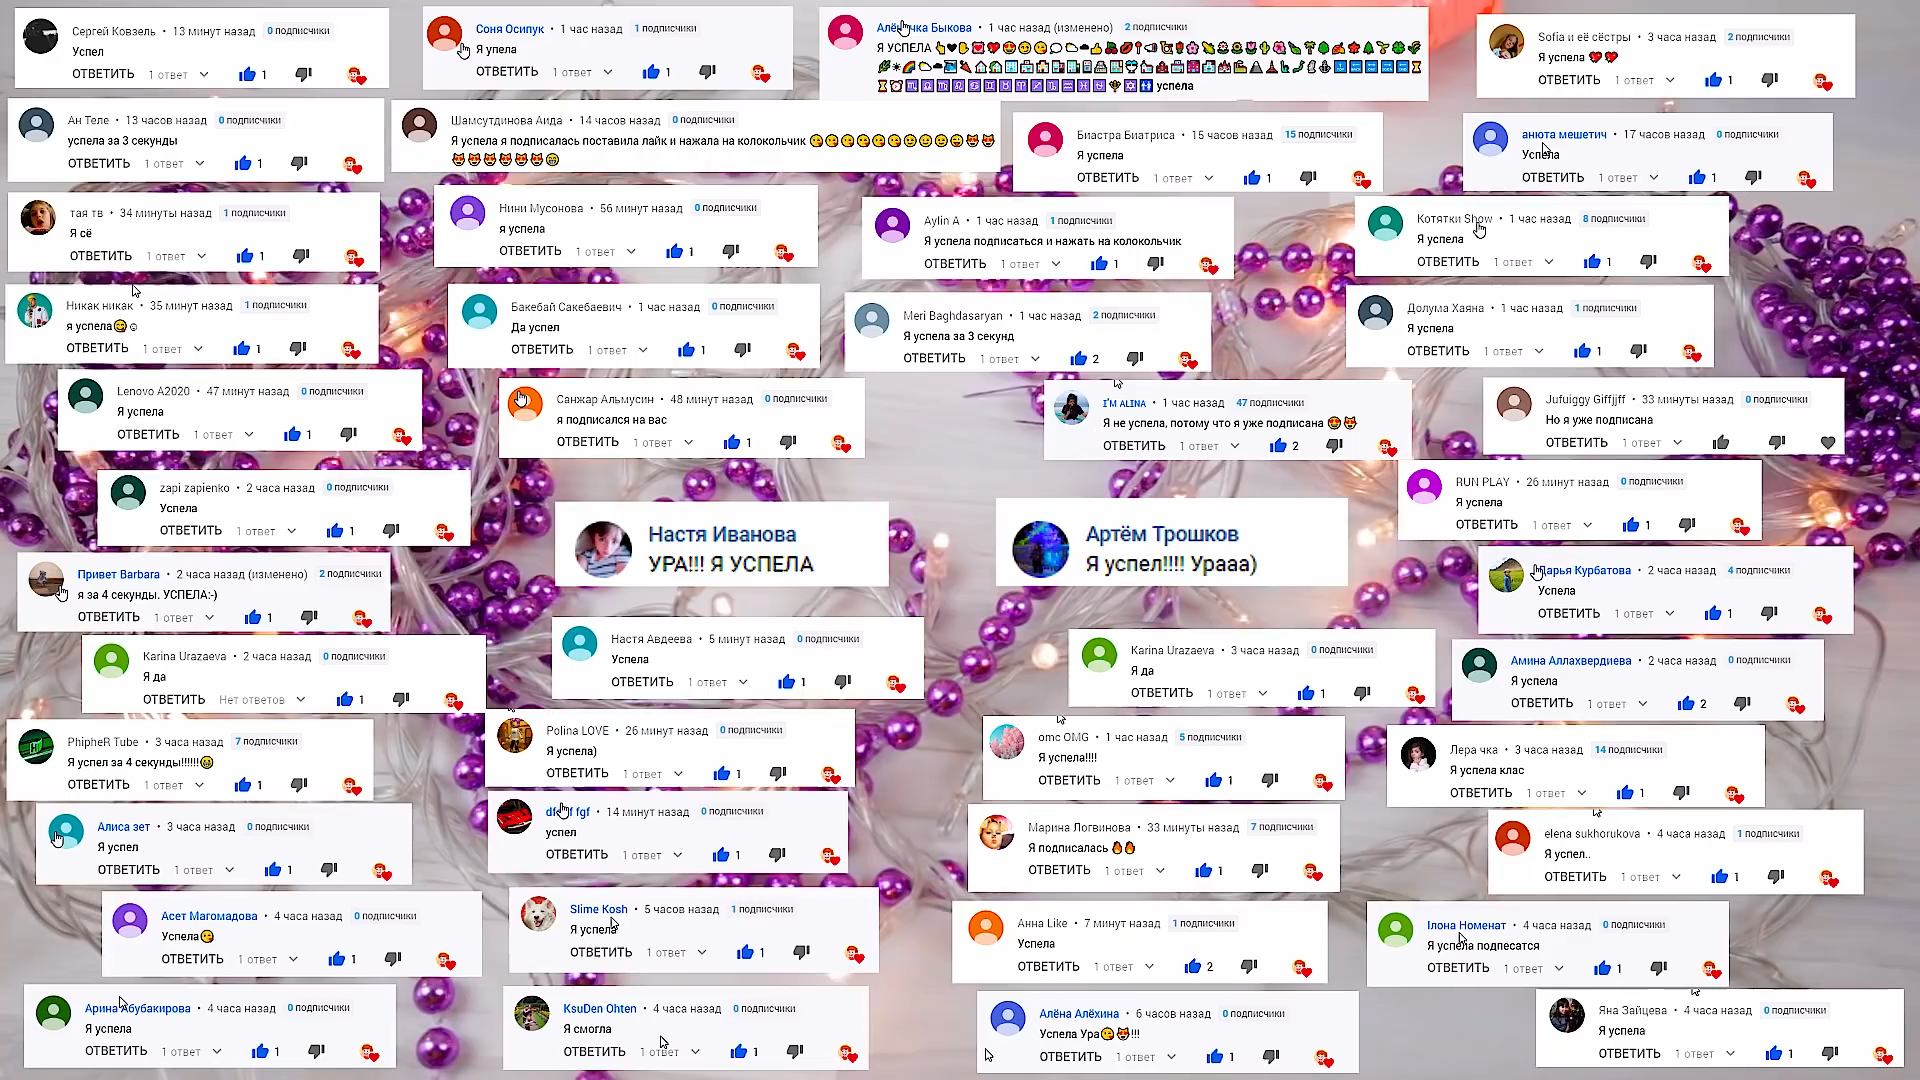 Сергей Ковзель • 13 минут назад 0 подписчики
Успел
ОТВЕТИТЬ 1 ответ 1
Соня Осипук • 1 час назад 1 подписчики
Я упела
ОТВЕТИТЬ 1 ответ 1
1 час назад (изменено) 2 подписчики
Я УСПЕЛА
успела
Sofia и её сёстры • 3 часа назад 2 подписчики
Я успела
ОТВЕТИТЬ 1 ответ 1
Ан Теле • 13 часов назад 0 подписчики
успела за 3 секунды
ОТВЕТИТЬ 1 ответ 1
Шамсутдинова Аида • 14 часов назад 0 подписчики
Я успела я подписалась поставила лайк и нажала на колокольчик
Биастра Биатриса • 15 часов назад 15 подписчики
Я успела
ОТВЕТИТЬ 1 ответ 1
анюта мешетич • 17 часов назад 0 подписчики
Успела
ОТВЕТИТЬ 1 ответ 1
тая тв • 34 минуты назад 1 подписчики
Я сё
ОТВЕТИТЬ 1 ответ 1
Нини Мусонова • 56 минут назад 0 подписчики
я успела
ОТВЕТИТЬ 1 ответ 1
Aylin A • 1 час назад 1 подписчики
Я успела подписаться и нажать на колокольчик
ОТВЕТИТЬ 1 ответ 1
Котятки Show • 1 час назад 8 подписчики
Я успела
ОТВЕТИТЬ 1 ответ 1
Никак никак • 35 минут назад 1 подписчики
я успела
ОТВЕТИТЬ 1 ответ 1
Бакебай Сакебаевич • 1 час назад 0 подписчики
Да успел
ОТВЕТИТЬ 1 ответ 1
Meri Baghdasaryan • 1 час назад 2 подписчики
Я успела за 3 секунд
ОТВЕТИТЬ 1 ответ 2
Долума Хаяна • 1 час назад 1 подписчики
Я успела
ОТВЕТИТЬ 1 ответ 1
Lenovo A2020 • 47 минут назад 0 подписчики
Я успела
ОТВЕТИТЬ 1 ответ 1
Санжар Альмусин • 48 минут назад 0 подписчики
я подписался на вас
ОТВЕТИТЬ 1 ответ 1
I'M ALINA • 1 час назад 47 подписчики
Я не успела, потому что я уже подписана
ОТВЕТИТЬ 1 ответ 2
Jufuiggy Giffjjff • 33 минуты назад 0 подписчики
Но я уже подписана
ОТВЕТИТЬ 1 ответ
zapi zapienko • 2 часа назад 0 подписчики
Успела
ОТВЕТИТЬ 1 ответ 1
Настя Иванова
УРА!!! Я УСПЕЛА
Артём Трошков
Я успел!!!! Урааа)
RUN PLAY • 26 минут назад 0 подписчики
Я успела
ОТВЕТИТЬ 1 ответ 1
Привет Barbara • 2 часа назад (изменено) 2 подписчики
я за 4 секунды. УСПЕЛА:-)
ОТВЕТИТЬ 1 ответ 1
Дарья Курбатова • 2 часа назад 4 подписчики
Успела
ОТВЕТИТЬ 1 ответ 1
Karina Urazaeva • 2 часа назад 0 подписчики
Я да
ОТВЕТИТЬ Нет ответов 1
Настя Авдеева • 5 минут назад 0 подписчики
Успела
ОТВЕТИТЬ 1 ответ 1
Karina Urazaeva • 3 часа назад 0 подписчики
Я да
ОТВЕТИТЬ 1 ответ 1
Амина Аллахвердиева • 2 часа назад 0 подписчики
Я успела
ОТВЕТИТЬ 1 ответ 2
PhipheR Tube • 3 часа назад 7 подписчики
Я успел за 4 секунды!!!!!!
ОТВЕТИТЬ 1 ответ 1
Polina LOVE • 26 минут назад 0 подписчики
Я успела)
ОТВЕТИТЬ 1 ответ 1
omc OMG • 1 час назад 5 подписчики
Я успела!!!!
ОТВЕТИТЬ 1 ответ 1
Лера чка • 3 часа назад 14 подписчики
Я успела клас
ОТВЕТИТЬ 1 ответ 1
Алиса зет • 3 часа назад 0 подписчики
Я успел
ОТВЕТИТЬ 1 ответ 1
fgf • 14 минут назад 0 подписчики
успел
ОТВЕТИТЬ 1 ответ 1
Марина Логвинова • 33 минуты назад 7 подписчики
Я подписалась
ОТВЕТИТЬ 1 ответ 1
elena sukhorukova • 4 часа назад 1 подписчики
Я успел..
ОТВЕТИТЬ 1 ответ 1
Асет Магомадова • 4 часа назад 0 подписчики
Успела
ОТВЕТИТЬ 1 ответ 1
Slime Kosh • 5 часов назад 1 подписчики
Я успела
ОТВЕТИТЬ 1 ответ 1
Анна Like • 7 минут назад 1 подписчики
Успела
ОТВЕТИТЬ 1 ответ 2
Ілона Номенат • 4 часа назад 0 подписчики
Я успела подпесатся
ОТВЕТИТЬ 1 ответ 1
Арина Абубакирова • 4 часа назад 0 подписчики
Я успела
ОТВЕТИТЬ 1 ответ 1
KsuDen Ohten • 4 часа назад 0 подписчики
Я смогла
ОТВЕТИТЬ 1 ответ 1
Алёна Алёхина • 6 часов назад 0 подписчики
Успела Ура !!!
ОТВЕТИТЬ 1 ответ 1
Яна Зайцева • 4 часа назад 0 подписчики
Я успела
ОТВЕТИТЬ 1 ответ 1